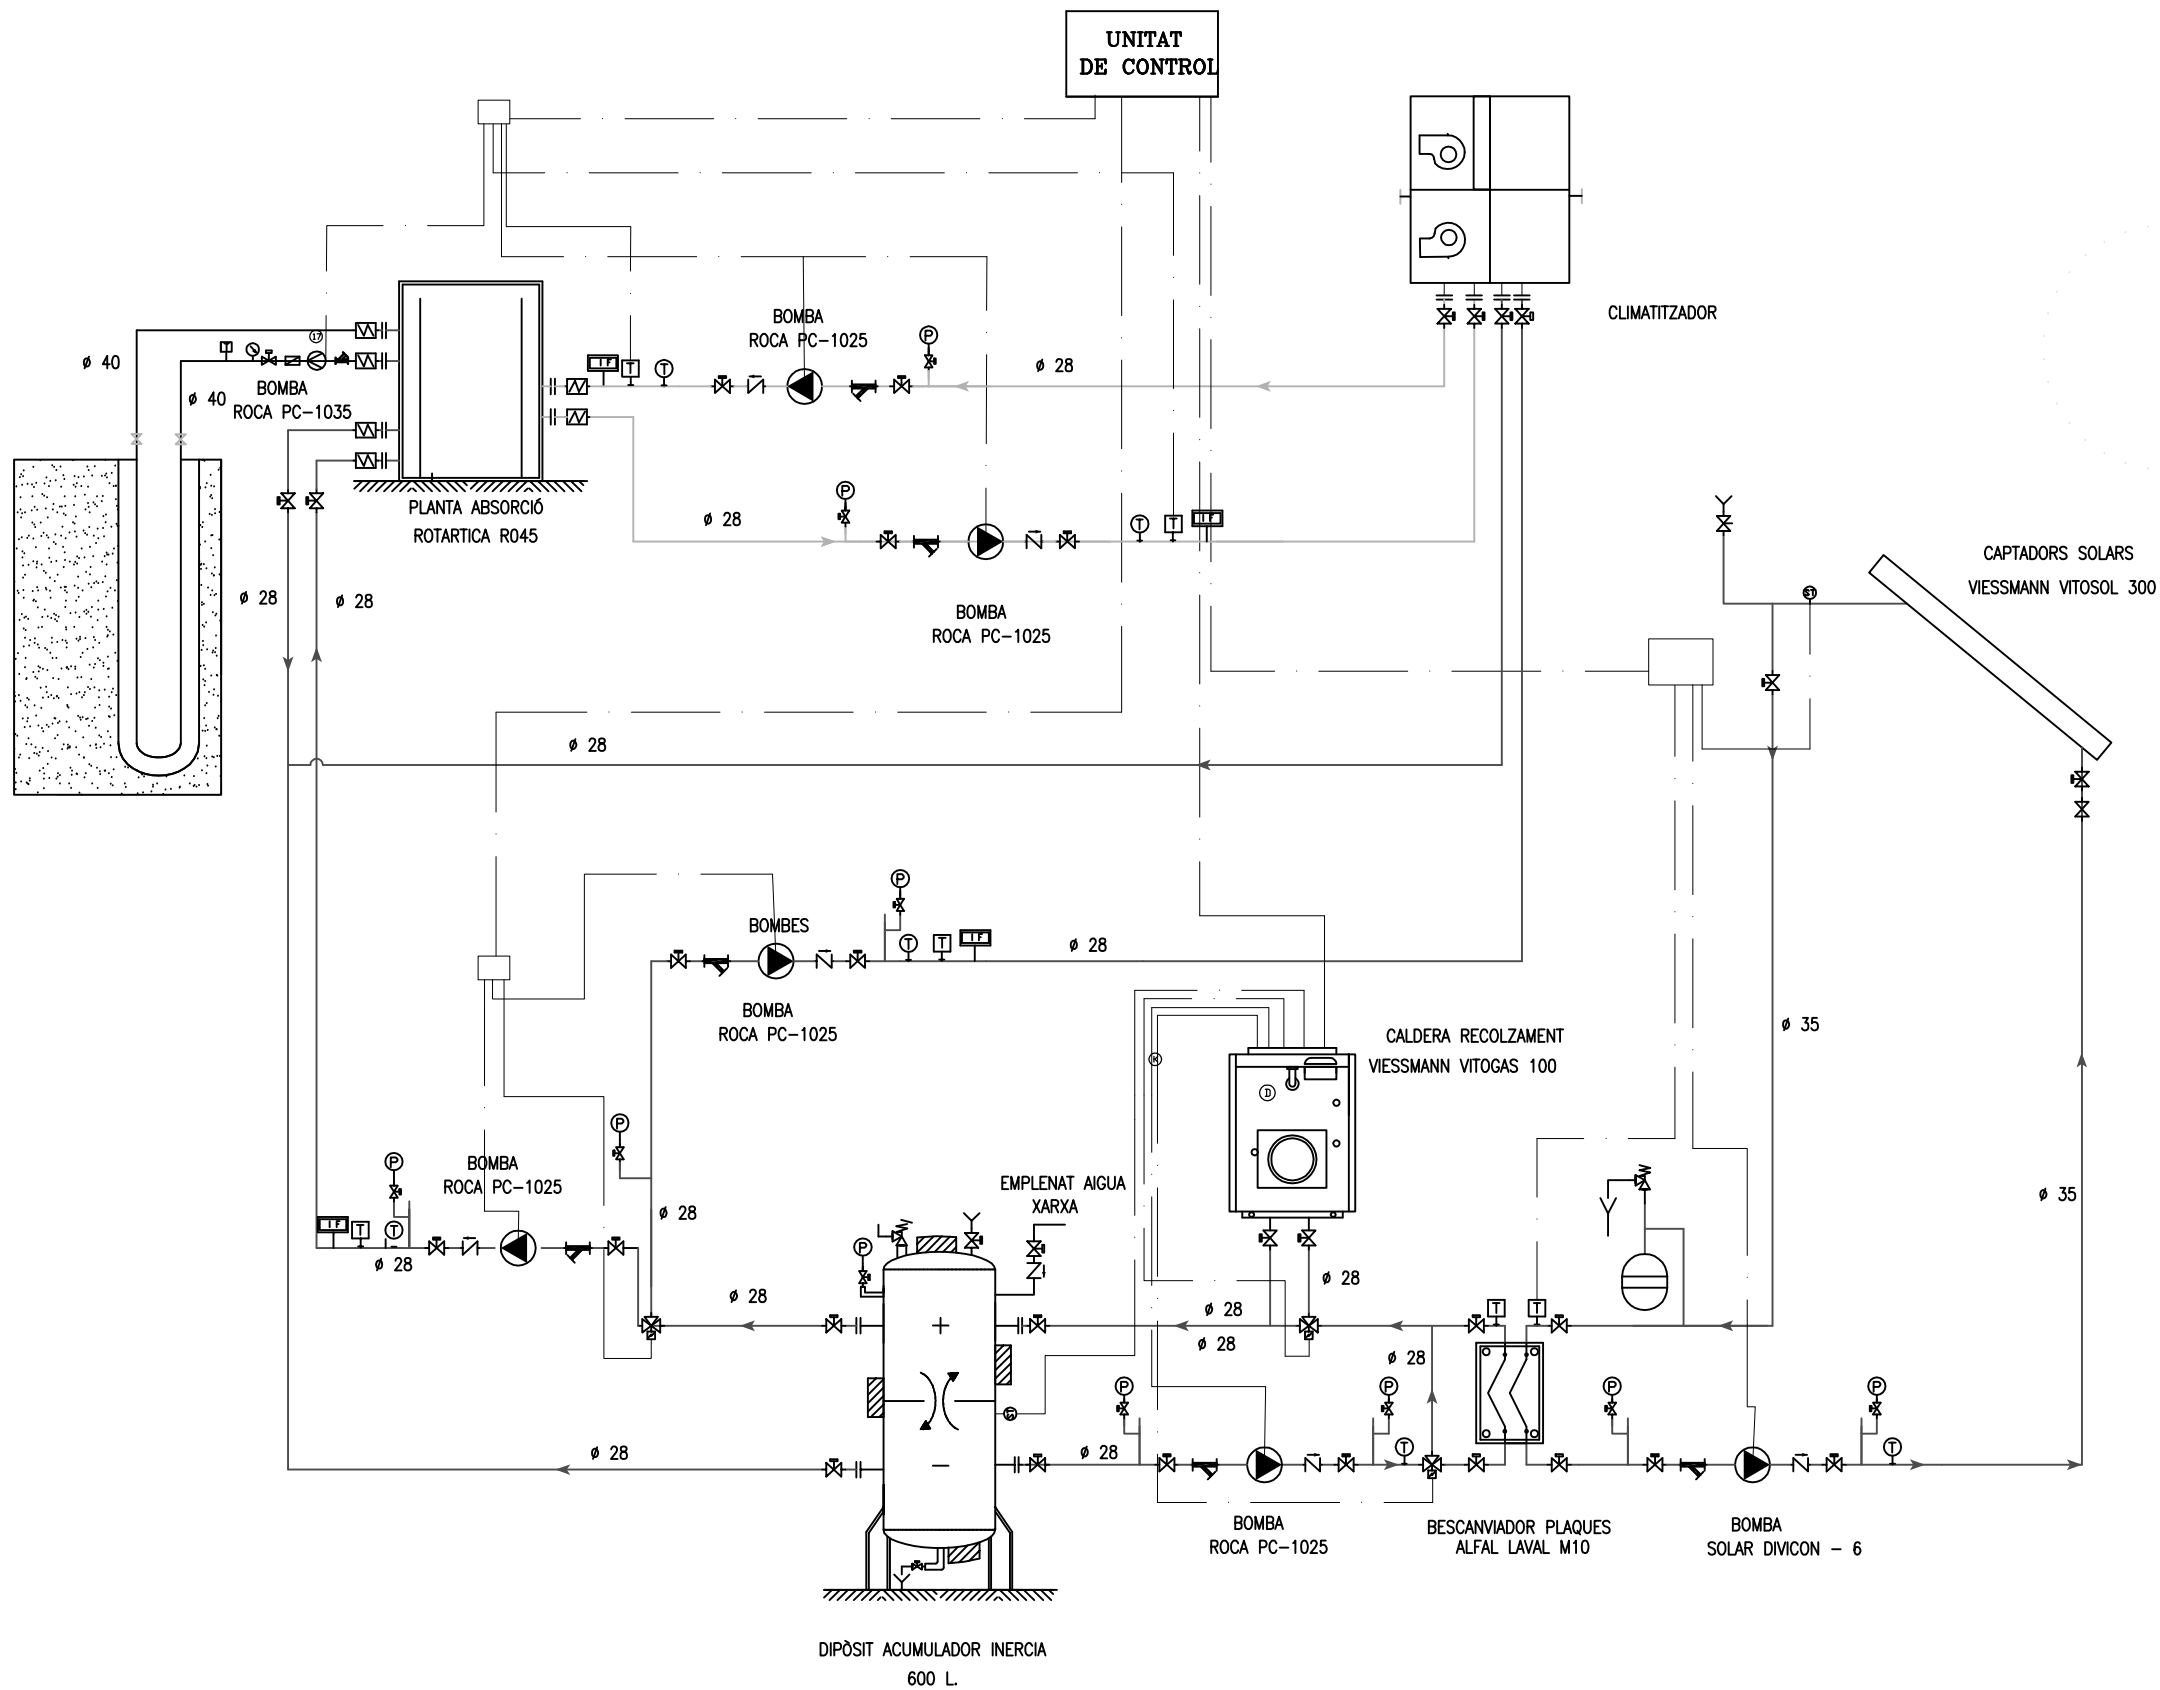 UNITAT
DE CONTROL
CLIMATITZADOR
BOMBA
ROCA PC-1025
P
ø 28
I F
T
T
17
T
ø 40
ø 40
BOMBA
ROCA PC-1035
PLANTA ABSORCIÓ
ROTARTICA R045
P
ø 28
T
T
I F
BOMBA
ROCA PC-1025
CAPTADORS SOLARS
VIESSMANN VITOSOL 300
ST
ø 28
ø 28
ø 28
P
BOMBES
T
T
I F
ø 28
BOMBA
ROCA PC-1025
ø 35
CALDERA RECOLZAMENT
VIESSMANN VITOGAS 100
K
D
P
P
BOMBA
ROCA PC-1025
EMPLENAT AIGUA
XARXA
ø 35
ø 28
I F
T
T
ø 28
P
ø 28
ø 28
ø 28
ø 28
T
T
+
ø 28
P
P
P
P
ST
ø 28
ø 28
T
T
-
BOMBA
ROCA PC-1025
BESCANVIADOR PLAQUES
ALFAL LAVAL M10
BOMBA
SOLAR DIVICON - 6
DIPÒSIT ACUMULADOR INERCIA
600 L.